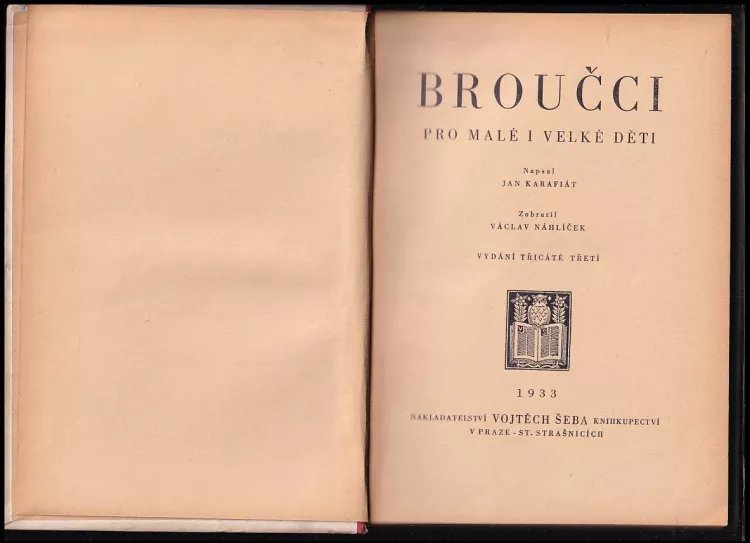 BROUČCI
PRO MALÉ I VELKÉ DĚTI
Napsal
JAN KARAFIÁT
Zobrazil
VÁCLAV NÁHLÍČEK
VYDÁNÍ TŘICÁTÉ TŘETÍ
1933
NAKLADATELSTVÍ VOJTĚCH ŠEBA KNIHKUPECTVÍ
V PRAZE - ST. STRAŠNICÍCH